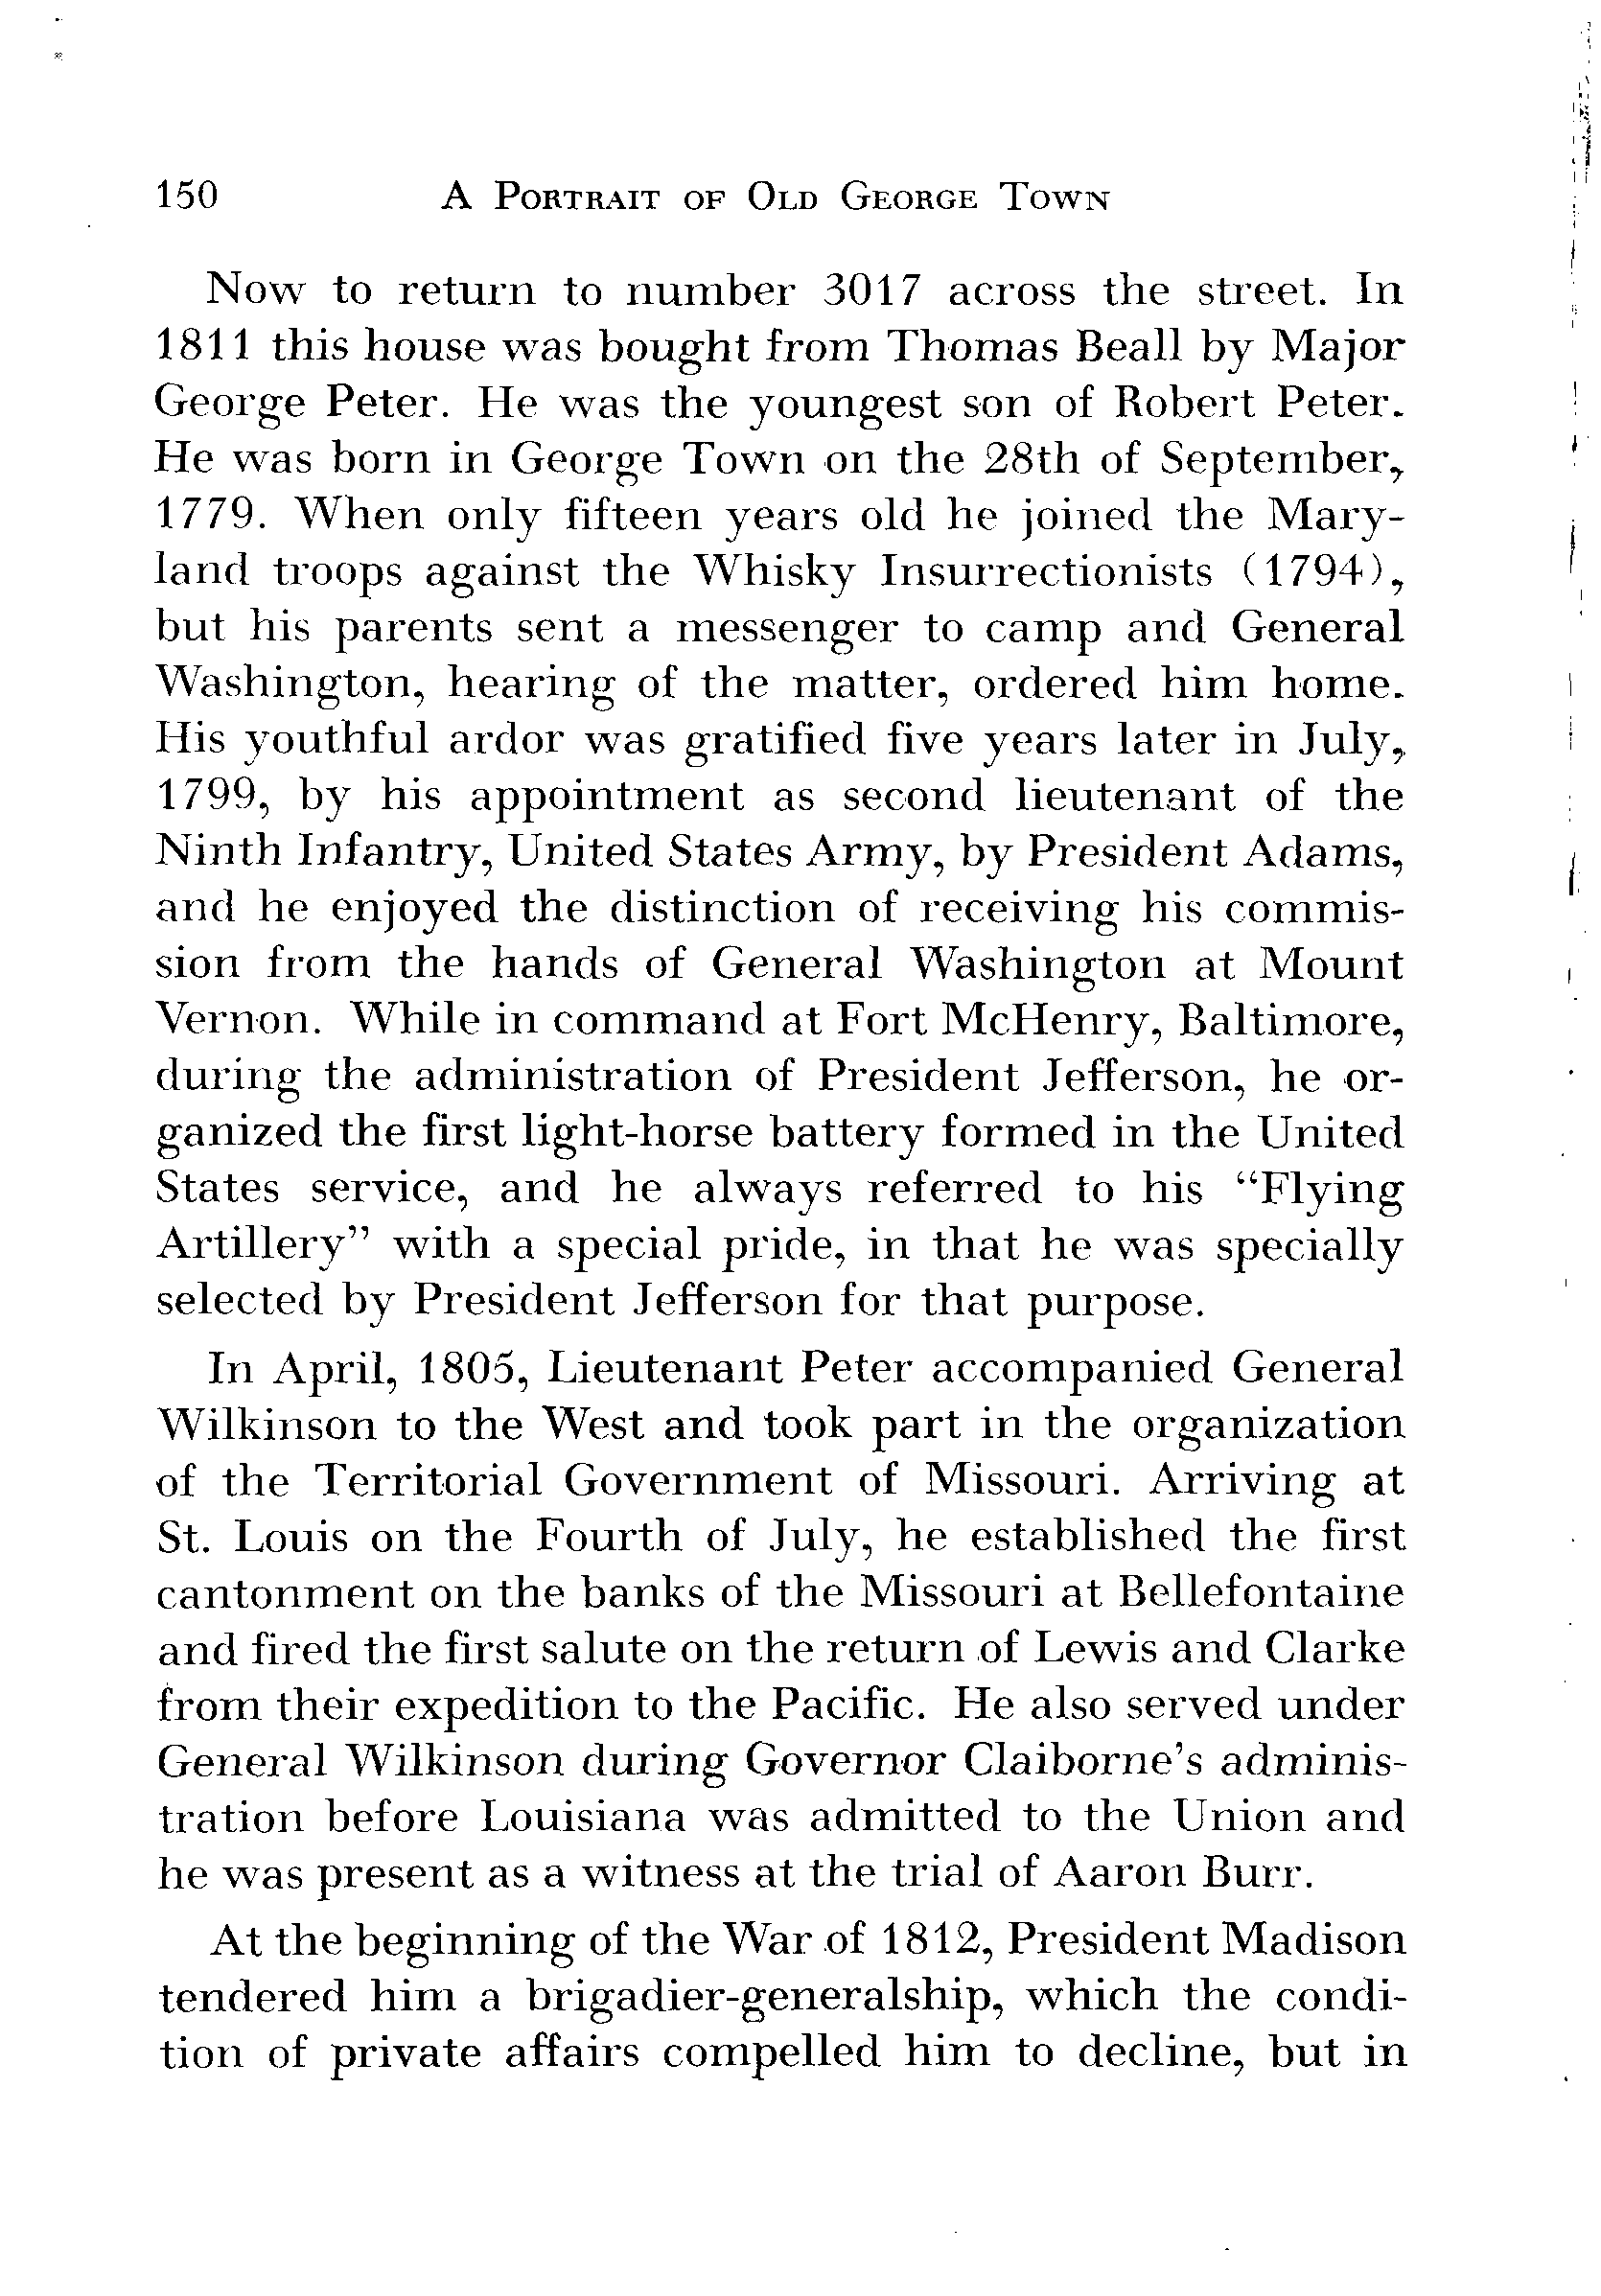 150 A Portrait of Old George Town
Now to return to number 3017 across the street. In
1811 this house was bought from Thomas Beall by Major
George Peter. He was the youngest son of Robert Peter.
He was born in George Town on the 28th of September,
1779. When only fifteen years old he joined the Mary-
land troops against the Whisky Insurrectionists (1794),
but his parents sent a messenger to camp and General
Washington, hearing of the matter, ordered him home.
His youthful ardor was gratified five years later in July,
1799, by his appointment as second lieutenant of the
Ninth Infantry, United States Army, by President Adams,
and he enjoyed the distinction of receiving his commis-
sion from the hands of General Washington at Mount
Vernon. While in command at Fort McHenry, Baltimore,
during the administration of President Jefferson, he or-
ganized the first light-horse battery formed in the United
States service, and he always referred to his “Flying
Artillery” with a special pride, in that he was specially
selected by President Jefferson for that purpose.
In April, 1805, Lieutenant Peter accompanied General
Wilkinson to the West and took part in the organization
of the Territorial Government of Missouri. Arriving at
St. Louis on the Fourth of July, he established the first
cantonment on the banks of the Missouri at Bellefontaine
and fired the first salute on the return of Lewis and Clarke
from their expedition to the Pacific. He also served under
General Wilkinson during Governor Claiborne's adminis-
tration before Louisiana was admitted to the Union and
he was present as a witness at the trial of Aaron Burr.
At the beginning of the War of 1812, President Madison
tendered him a brigadier-generalship, which the condi-
tion of private affairs compelled him to decline, but in